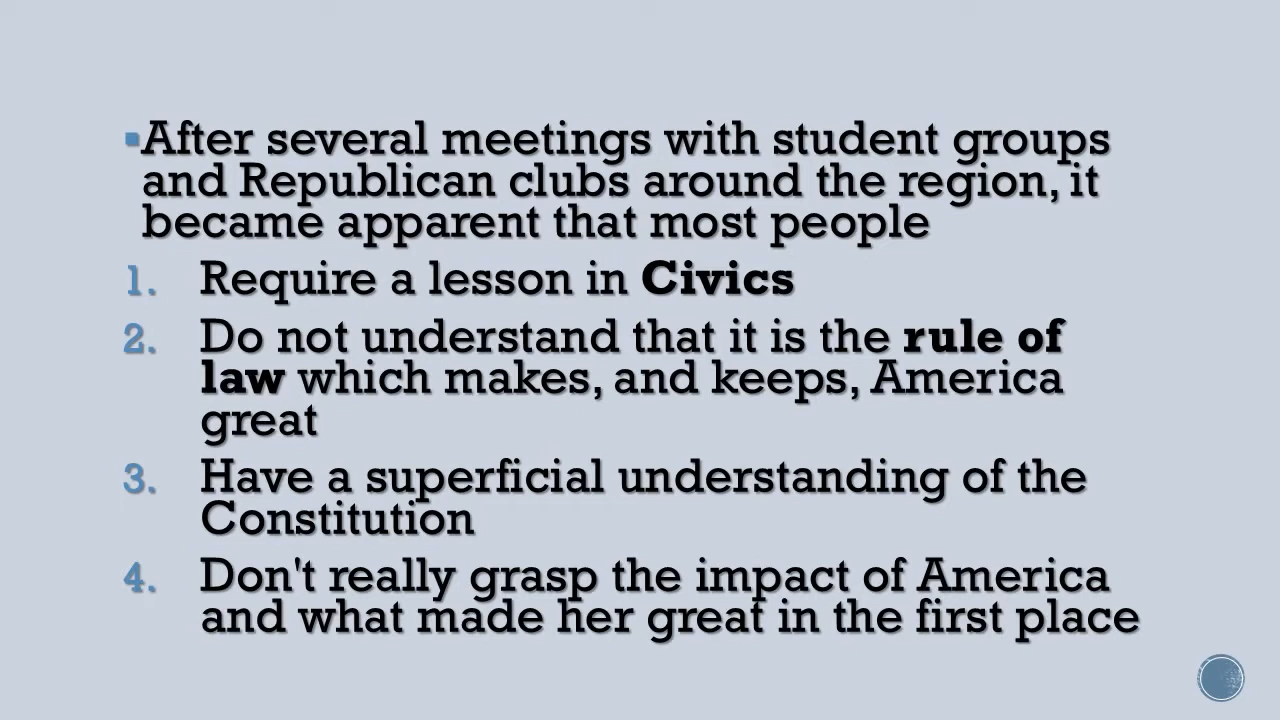 ▪After several meetings with student groups
and Republican clubs around the region, it
became apparent that most people
1. Require a lesson in Civics
2. Do not understand that it is the rule of
law which makes, and keeps, America
great
3. Have a superficial understanding of the
Constitution
4. Don't really grasp the impact of America
and what made her great in the first place